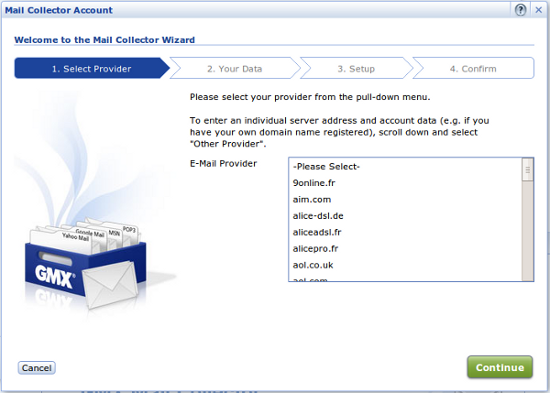 Mail Collector Account
Welcome to the Mail Collector Wizard
1. Select Provider
2. Your Data
3. Setup
4. Confirm
Please select your provider from the pull-down menu.
To enter an individual server address and account data (e.g. if you
have your own domain name registered), scroll down and select
"Other Provider".
E-Mail Provider
-Please Select-
9online.fr
aim.com
alice-dsl.de
aliceadsl.fr
alicepro.fr
aol.co.uk
aol.com
POP3
MSN
Google Mail
Yahoo Mail
GMX
Cancel
Continue